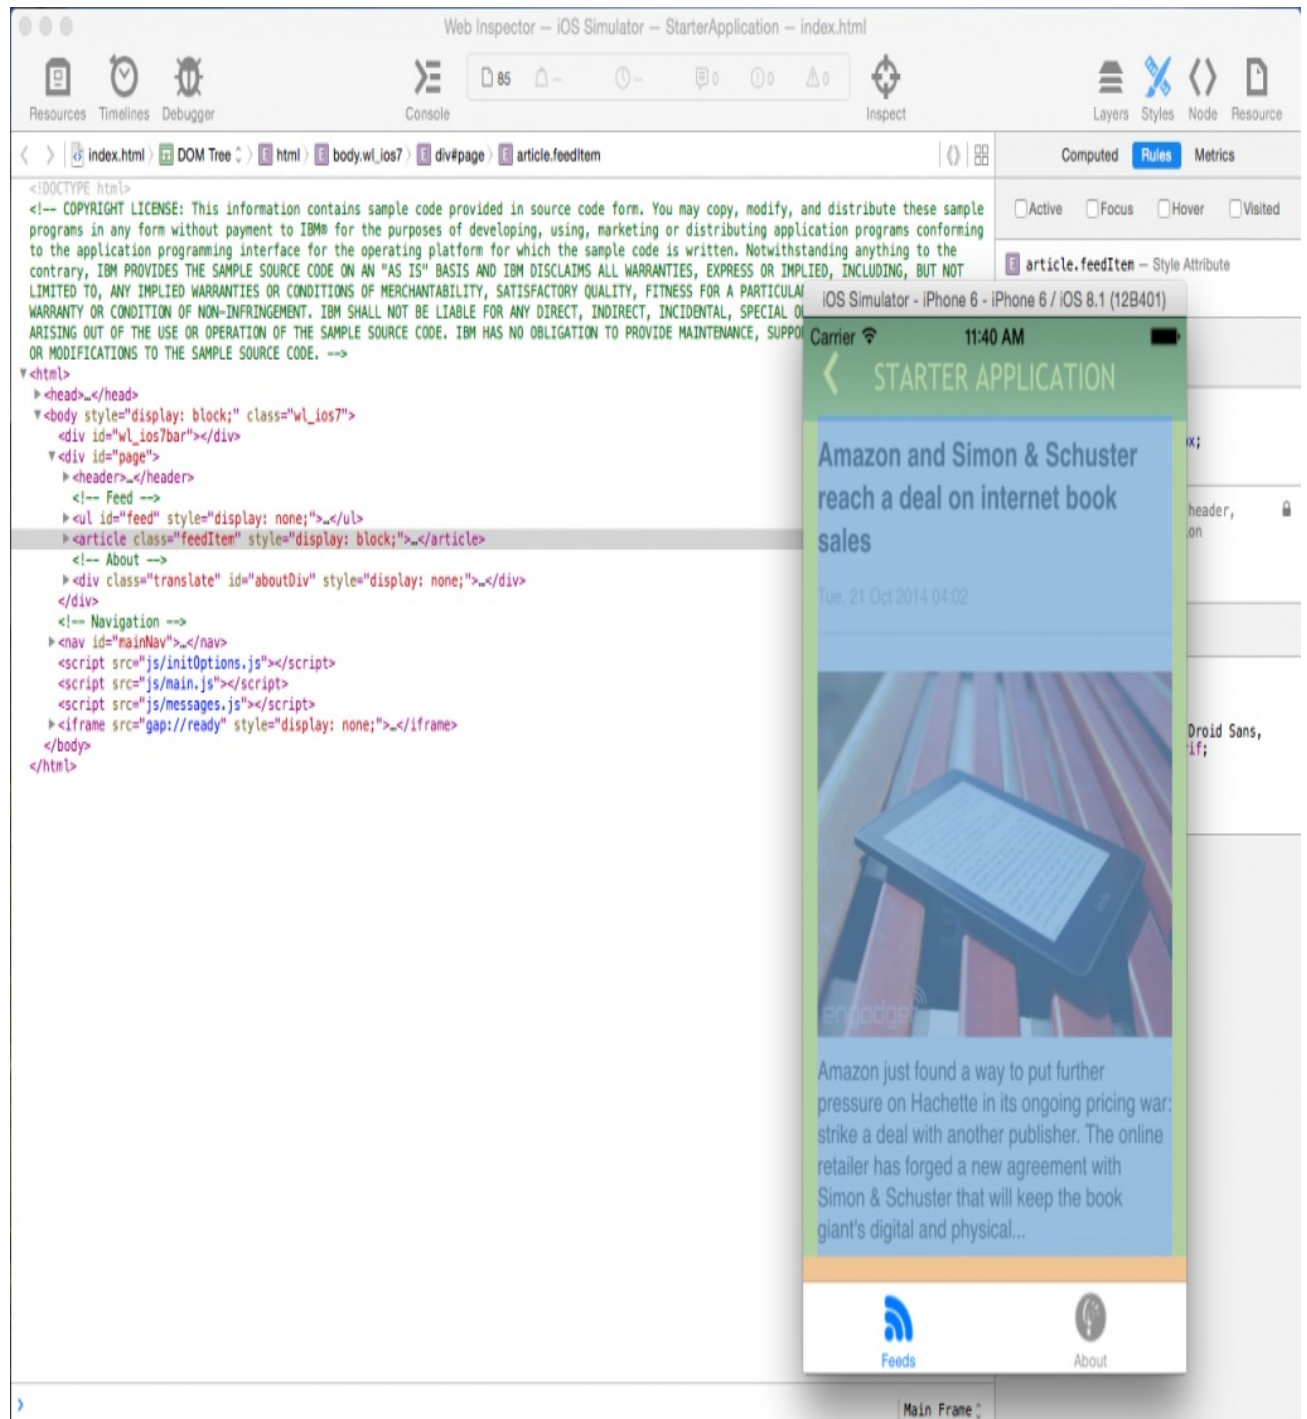 Web Inspector — iOS Simulator — StarterApplication — index.html
85 – – 0 0 0
Resources Timelines Debugger Console Inspect Layers Styles Node Resource
index.html DOM Tree E html E body.wl_ios7 E div#page E article.feedItem
Computed Rules Metrics
<!DOCTYPE html>
<!-- COPYRIGHT LICENSE: This information contains sample code provided in source code form. You may copy, modify, and distribute these sample
programs in any form without payment to IBM® for the purposes of developing, using, marketing or distributing application programs conforming
to the application programming interface for the operating platform for which the sample code is written. Notwithstanding anything to the
contrary, IBM PROVIDES THE SAMPLE SOURCE CODE ON AN "AS IS" BASIS AND IBM DISCLAIMS ALL WARRANTIES, EXPRESS OR IMPLIED, INCLUDING, BUT NOT
LIMITED TO, ANY IMPLIED WARRANTIES OR CONDITIONS OF MERCHANTABILITY, SATISFACTORY QUALITY, FITNESS FOR A PARTICULA
WARRANTY OR CONDITION OF NON-INFRINGEMENT. IBM SHALL NOT BE LIABLE FOR ANY DIRECT, INDIRECT, INCIDENTAL, SPECIAL O
ARISING OUT OF THE USE OR OPERATION OF THE SAMPLE SOURCE CODE. IBM HAS NO OBLIGATION TO PROVIDE MAINTENANCE, SUPPO
OR MODIFICATIONS TO THE SAMPLE SOURCE CODE. -->
<html>
<head>…</head>
<body style="display: block;" class="wl_ios7">
<div id="wl_ios7bar"></div>
<div id="page">
<header>…</header>
<!-- Feed -->
<ul id="feed" style="display: none;">…</ul>
<article class="feedItem" style="display: block;">…</article>
<!-- About -->
<div class="translate" id="aboutDiv" style="display: none;">…</div>
</div>
<!-- Navigation -->
<nav id="mainNav">…</nav>
<script src="js/initOptions.js"></script>
<script src="js/main.js"></script>
<script src="js/messages.js"></script>
<iframe src="gap://ready" style="display: none;">…</iframe>
</body>
</html>
Active Focus Hover Visited
E article.feedItem — Style Attribute
x;
header,
on
Droid Sans,
if;
iOS Simulator - iPhone 6 - iPhone 6 / iOS 8.1 (12B401)
Carrier 11:40 AM
STARTER APPLICATION
Amazon and Simon & Schuster
reach a deal on internet book
sales
Tue, 21 Oct 2014 04:02
engadget
Amazon just found a way to put further
pressure on Hachette in its ongoing pricing war:
strike a deal with another publisher. The online
retailer has forged a new agreement with
Simon & Schuster that will keep the book
giant's digital and physical...
Feeds About
Main Frame